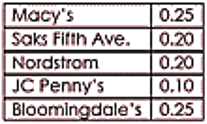 Macy's 0.25
Saks Fifth Ave. 0.20
Nordstrom 0.20
JC Penny's 0.10
Bloomingdale's 0.25